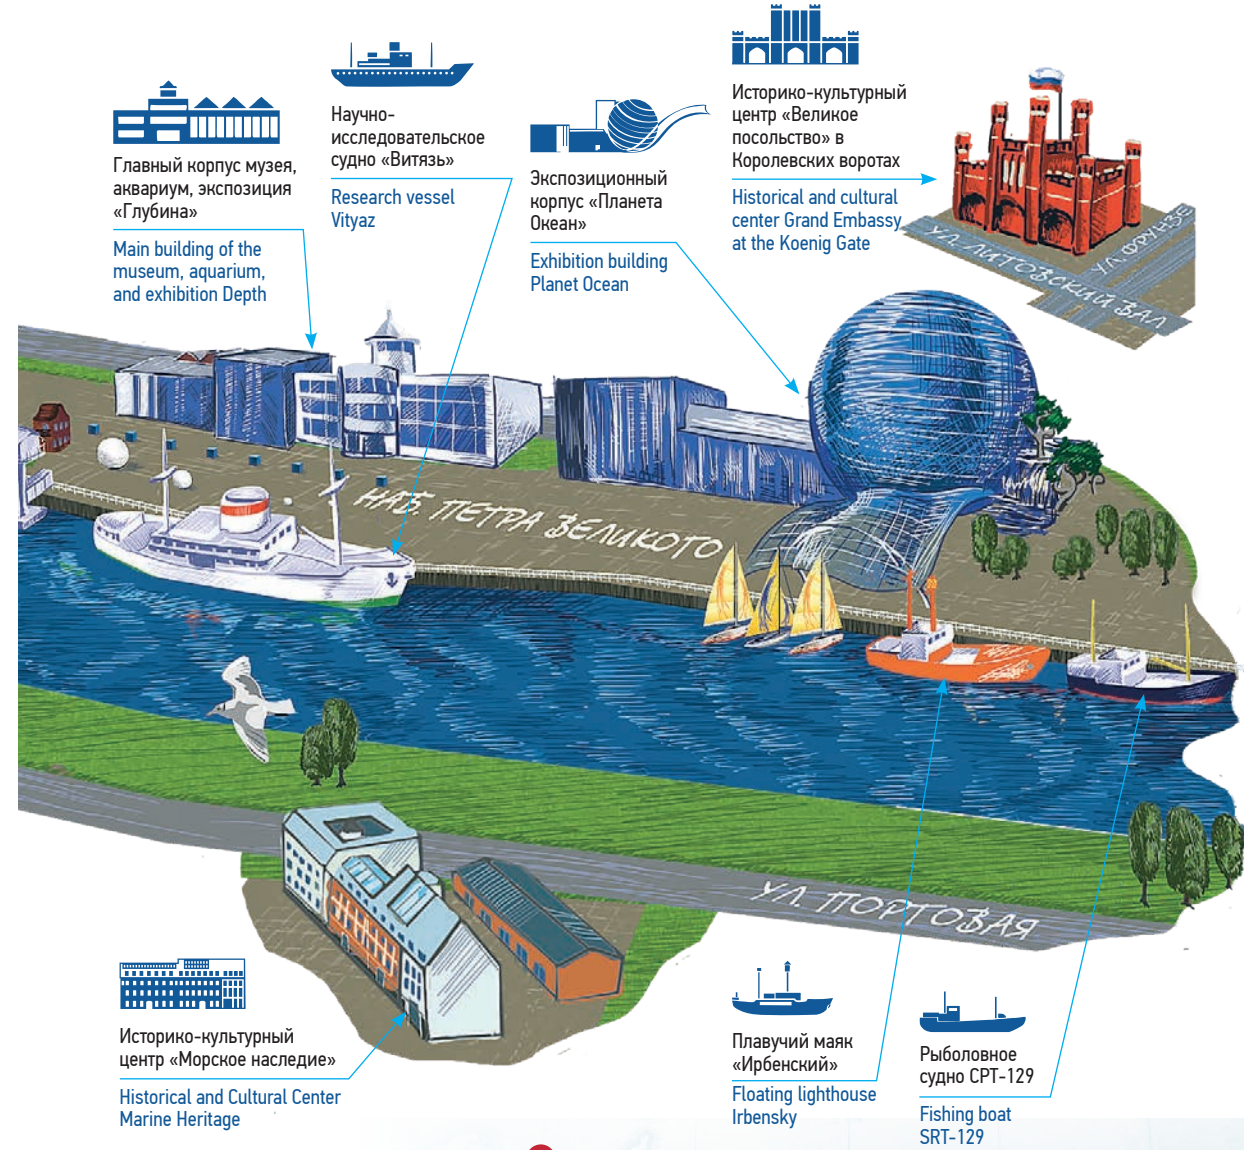 Историко-культурный
центр «Великое
посольство» в
Королевских воротах
Historical and cultural
center Grand Embassy
at the Koenig Gate
Научно-
исследовательское
судно «Витязь»
Research vessel
Vityaz
Главный корпус музея,
аквариум, экспозиция
«Глубина»
Main building of the
museum, aquarium,
and exhibition Depth
Экспозиционный
корпус «Планета
Океан»
Exhibition building
Planet Ocean
УЛ. ЛИТОВСКИЙ ВАЛ
УЛ. ФРУНЗЕ
НАБ. ПЕТРА ВЕЛИКОГО
УЛ. ПОРТОВАЯ
Историко-культурный
центр «Морское наследие»
Historical and Cultural Center
Marine Heritage
Плавучий маяк
«Ирбенский»
Floating lighthouse
Irbensky
Рыболовное
судно СРТ-129
Fishing boat
SRT-129